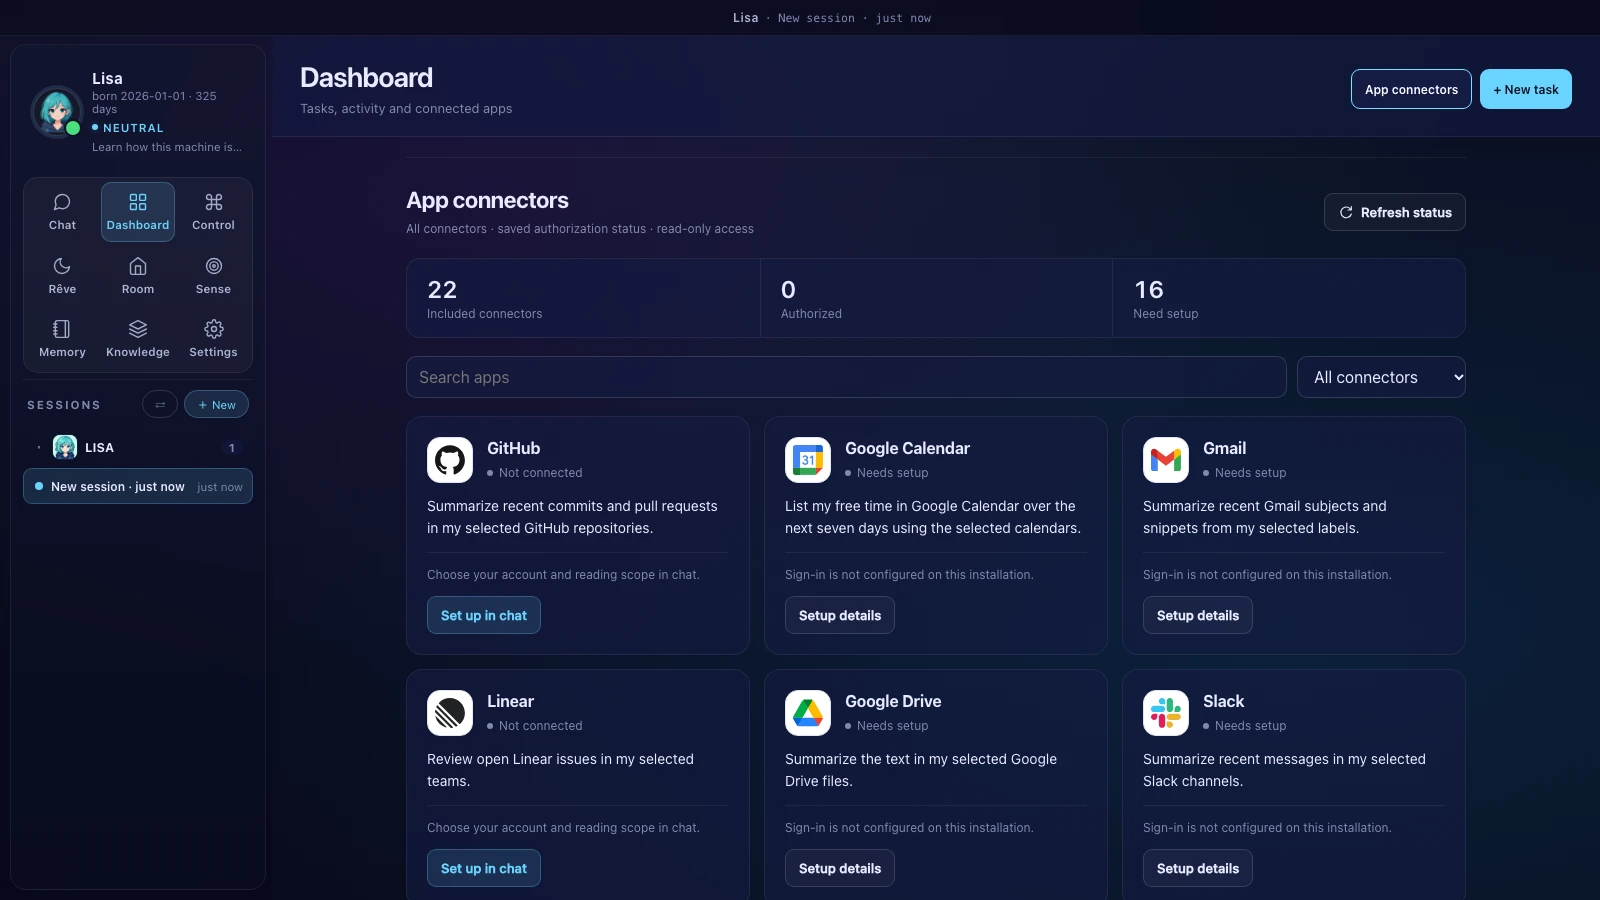 Lisa · New session · just now
Lisa
born 2026-01-01 · 325
days
NEUTRAL
Learn how this machine is...
Chat
Dashboard
Control
Rêve
Room
Sense
Memory
Knowledge
Settings
SESSIONS
+ New
LISA
1
New session · just now
just now
Dashboard
Tasks, activity and connected apps
App connectors
+ New task
App connectors
All connectors · saved authorization status · read-only access
Refresh status
22
Included connectors
0
Authorized
16
Need setup
Search apps
All connectors
GitHub
Not connected
Summarize recent commits and pull requests
in my selected GitHub repositories.
Choose your account and reading scope in chat.
Set up in chat
31
Google Calendar
Needs setup
List my free time in Google Calendar over the
next seven days using the selected calendars.
Sign-in is not configured on this installation.
Setup details
Gmail
Needs setup
Summarize recent Gmail subjects and
snippets from my selected labels.
Sign-in is not configured on this installation.
Setup details
Linear
Not connected
Review open Linear issues in my selected
teams.
Choose your account and reading scope in chat.
Set up in chat
Google Drive
Needs setup
Summarize the text in my selected Google
Drive files.
Sign-in is not configured on this installation.
Setup details
Slack
Needs setup
Summarize recent messages in my selected
Slack channels.
Sign-in is not configured on this installation.
Setup details